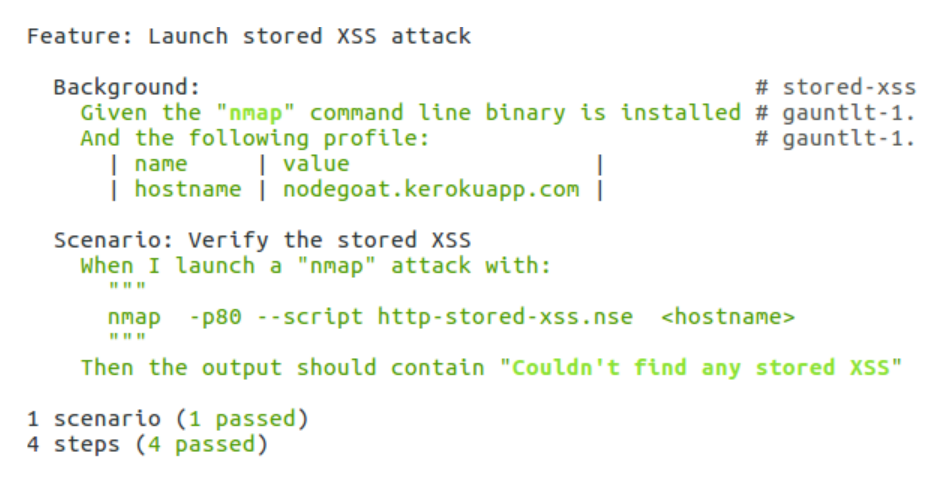 Feature: Launch stored XSS attack
Background: # stored-xss
Given the "nmap" command line binary is installed # gauntlt-1.
And the following profile: # gauntlt-1.
| name | value |
| hostname | nodegoat.kerokuapp.com |
Scenario: Verify the stored XSS
When I launch a "nmap" attack with:
"""
nmap -p80 --script http-stored-xss.nse <hostname>
"""
Then the output should contain "Couldn't find any stored XSS"
1 scenario (1 passed)
4 steps (4 passed)